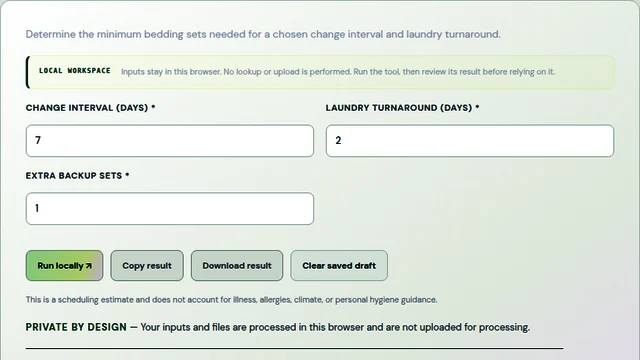 Determine the minimum bedding sets needed for a chosen change interval and laundry turnaround.
LOCAL WORKSPACE Inputs stay in this browser. No lookup or upload is performed. Run the tool, then review its result before relying on it.
CHANGE INTERVAL (DAYS) * LAUNDRY TURNAROUND (DAYS) *
7 2
EXTRA BACKUP SETS *
1
Run locally ↗ Copy result Download result Clear saved draft
This is a scheduling estimate and does not account for illness, allergies, climate, or personal hygiene guidance.
PRIVATE BY DESIGN — Your inputs and files are processed in this browser and are not uploaded for processing.